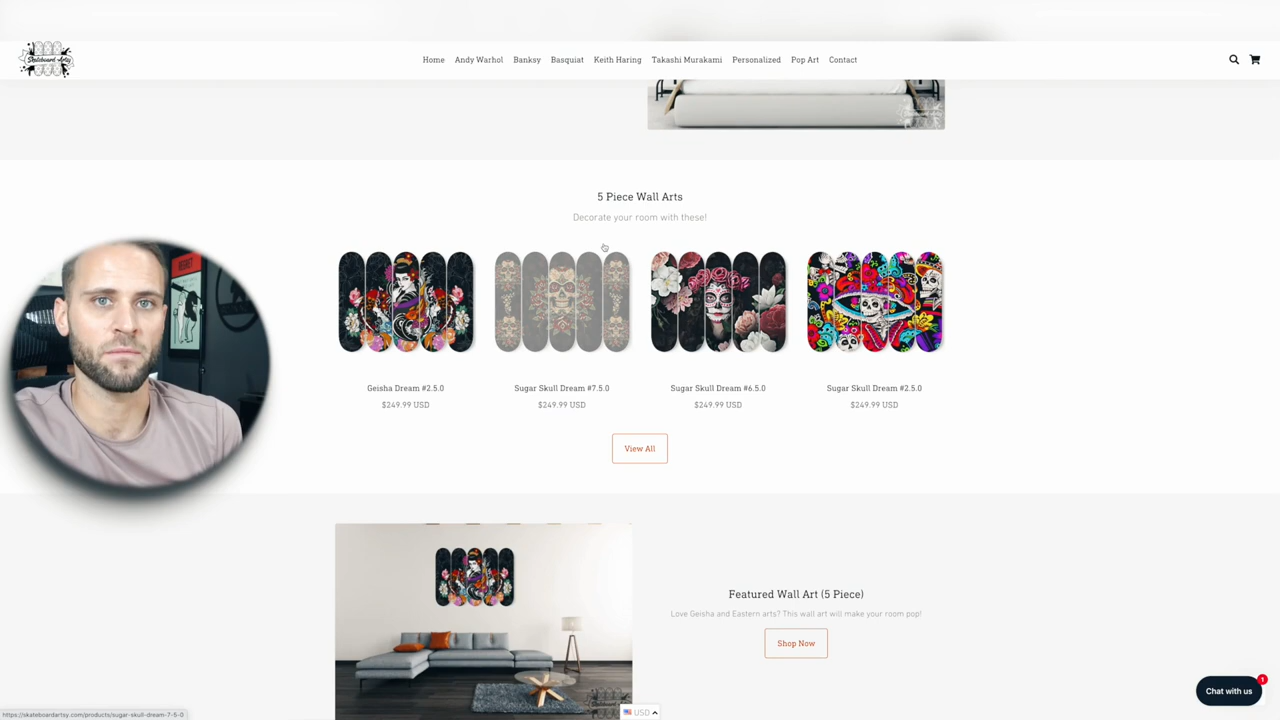 Skateboard Artsy
Home Andy Warhol Banksy Basquiat Keith Haring Takashi Murakami Personalized Pop Art Contact
5 Piece Wall Arts
Decorate your room with these!
Geisha Dream #2.5.0
$249.99 USD
Sugar Skull Dream #7.5.0
$249.99 USD
Sugar Skull Dream #6.5.0
$249.99 USD
Sugar Skull Dream #2.5.0
$249.99 USD
View All
Featured Wall Art (5 Piece)
Love Geisha and Eastern arts? This wall art will make your room pop!
Shop Now
1
Chat with us
USD
https://skateboardartsy.com/products/sugar-skull-dream-7-5-0